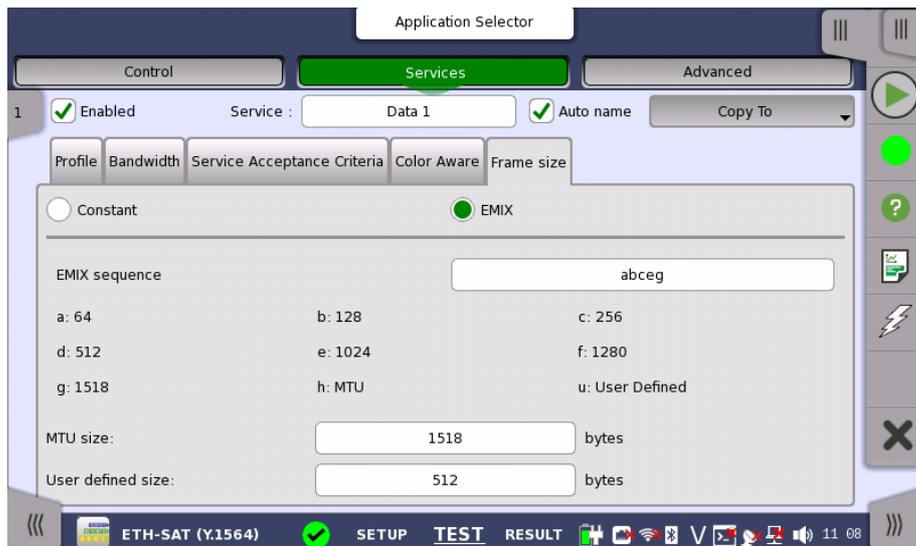 Application Selector
Control Services Advanced
1 Enabled Service : Data 1 Auto name Copy To
Profile Bandwidth Service Acceptance Criteria Color Aware Frame size
Constant EMIX
EMIX sequence abceg
a: 64 b: 128 c: 256
d: 512 e: 1024 f: 1280
g: 1518 h: MTU u: User Defined
MTU size: 1518 bytes
User defined size: 512 bytes
ETH-SAT (Y.1564) SETUP TEST RESULT V 11 08